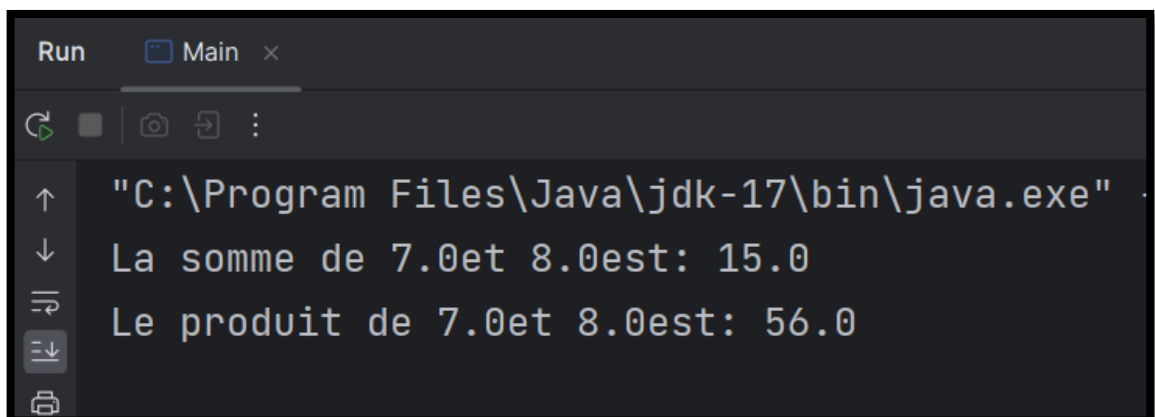 Run Main
"C:\Program Files\Java\jdk-17\bin\java.exe" -
La somme de 7.0et 8.0est: 15.0
Le produit de 7.0et 8.0est: 56.0